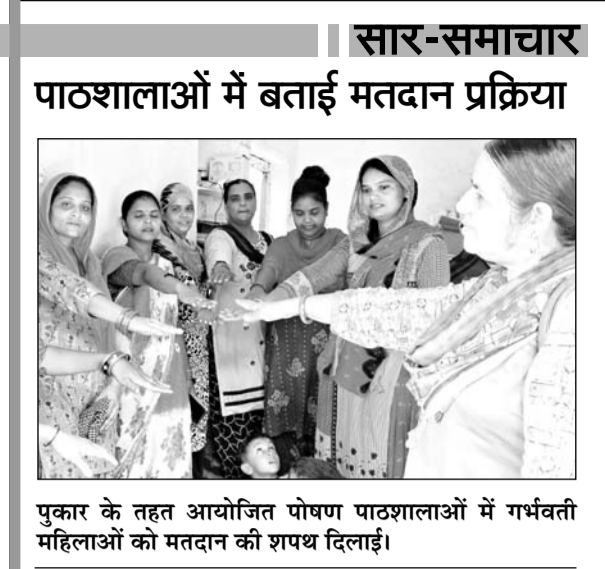 सार-समाचार
पाठशालाओं में बताई मतदान प्रक्रिया
पुकार के तहत आयोजित पोषण पाठशालाओं में गर्भवती
महिलाओं को मतदान की शपथ दिलाई।